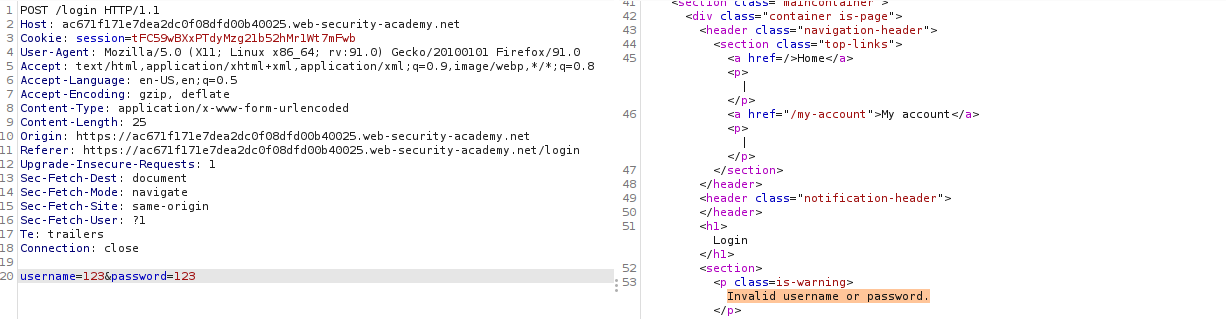 1 POST /login HTTP/1.1
2 Host: ac671f171e7dea2dc0f08dfd00b40025.web-security-academy.net
3 Cookie: session=tFC59wBXxPTdyMzg21b52hMr1Wt7mFwb
4 User-Agent: Mozilla/5.0 (X11; Linux x86_64; rv:91.0) Gecko/20100101 Firefox/91.0
5 Accept: text/html,application/xhtml+xml,application/xml;q=0.9,image/webp,*/*;q=0.8
6 Accept-Language: en-US,en;q=0.5
7 Accept-Encoding: gzip, deflate
8 Content-Type: application/x-www-form-urlencoded
9 Content-Length: 25
10 Origin: https://ac671f171e7dea2dc0f08dfd00b40025.web-security-academy.net
11 Referer: https://ac671f171e7dea2dc0f08dfd00b40025.web-security-academy.net/login
12 Upgrade-Insecure-Requests: 1
13 Sec-Fetch-Dest: document
14 Sec-Fetch-Mode: navigate
15 Sec-Fetch-Site: same-origin
16 Sec-Fetch-User: ?1
17 Te: trailers
18 Connection: close
19
20 username=123&password=123
41 <section class="maincontainer">
42 <div class="container is-page">
43 <header class="navigation-header">
44 <section class="top-links">
45 <a href=/>Home</a>
<p>
|
</p>
46 <a href="/my-account">My account</a>
<p>
|
</p>
47 </section>
48 </header>
49 <header class="notification-header">
50 </header>
51 <h1>
Login
</h1>
52 <section>
53 <p class=is-warning>
Invalid username or password.
</p>